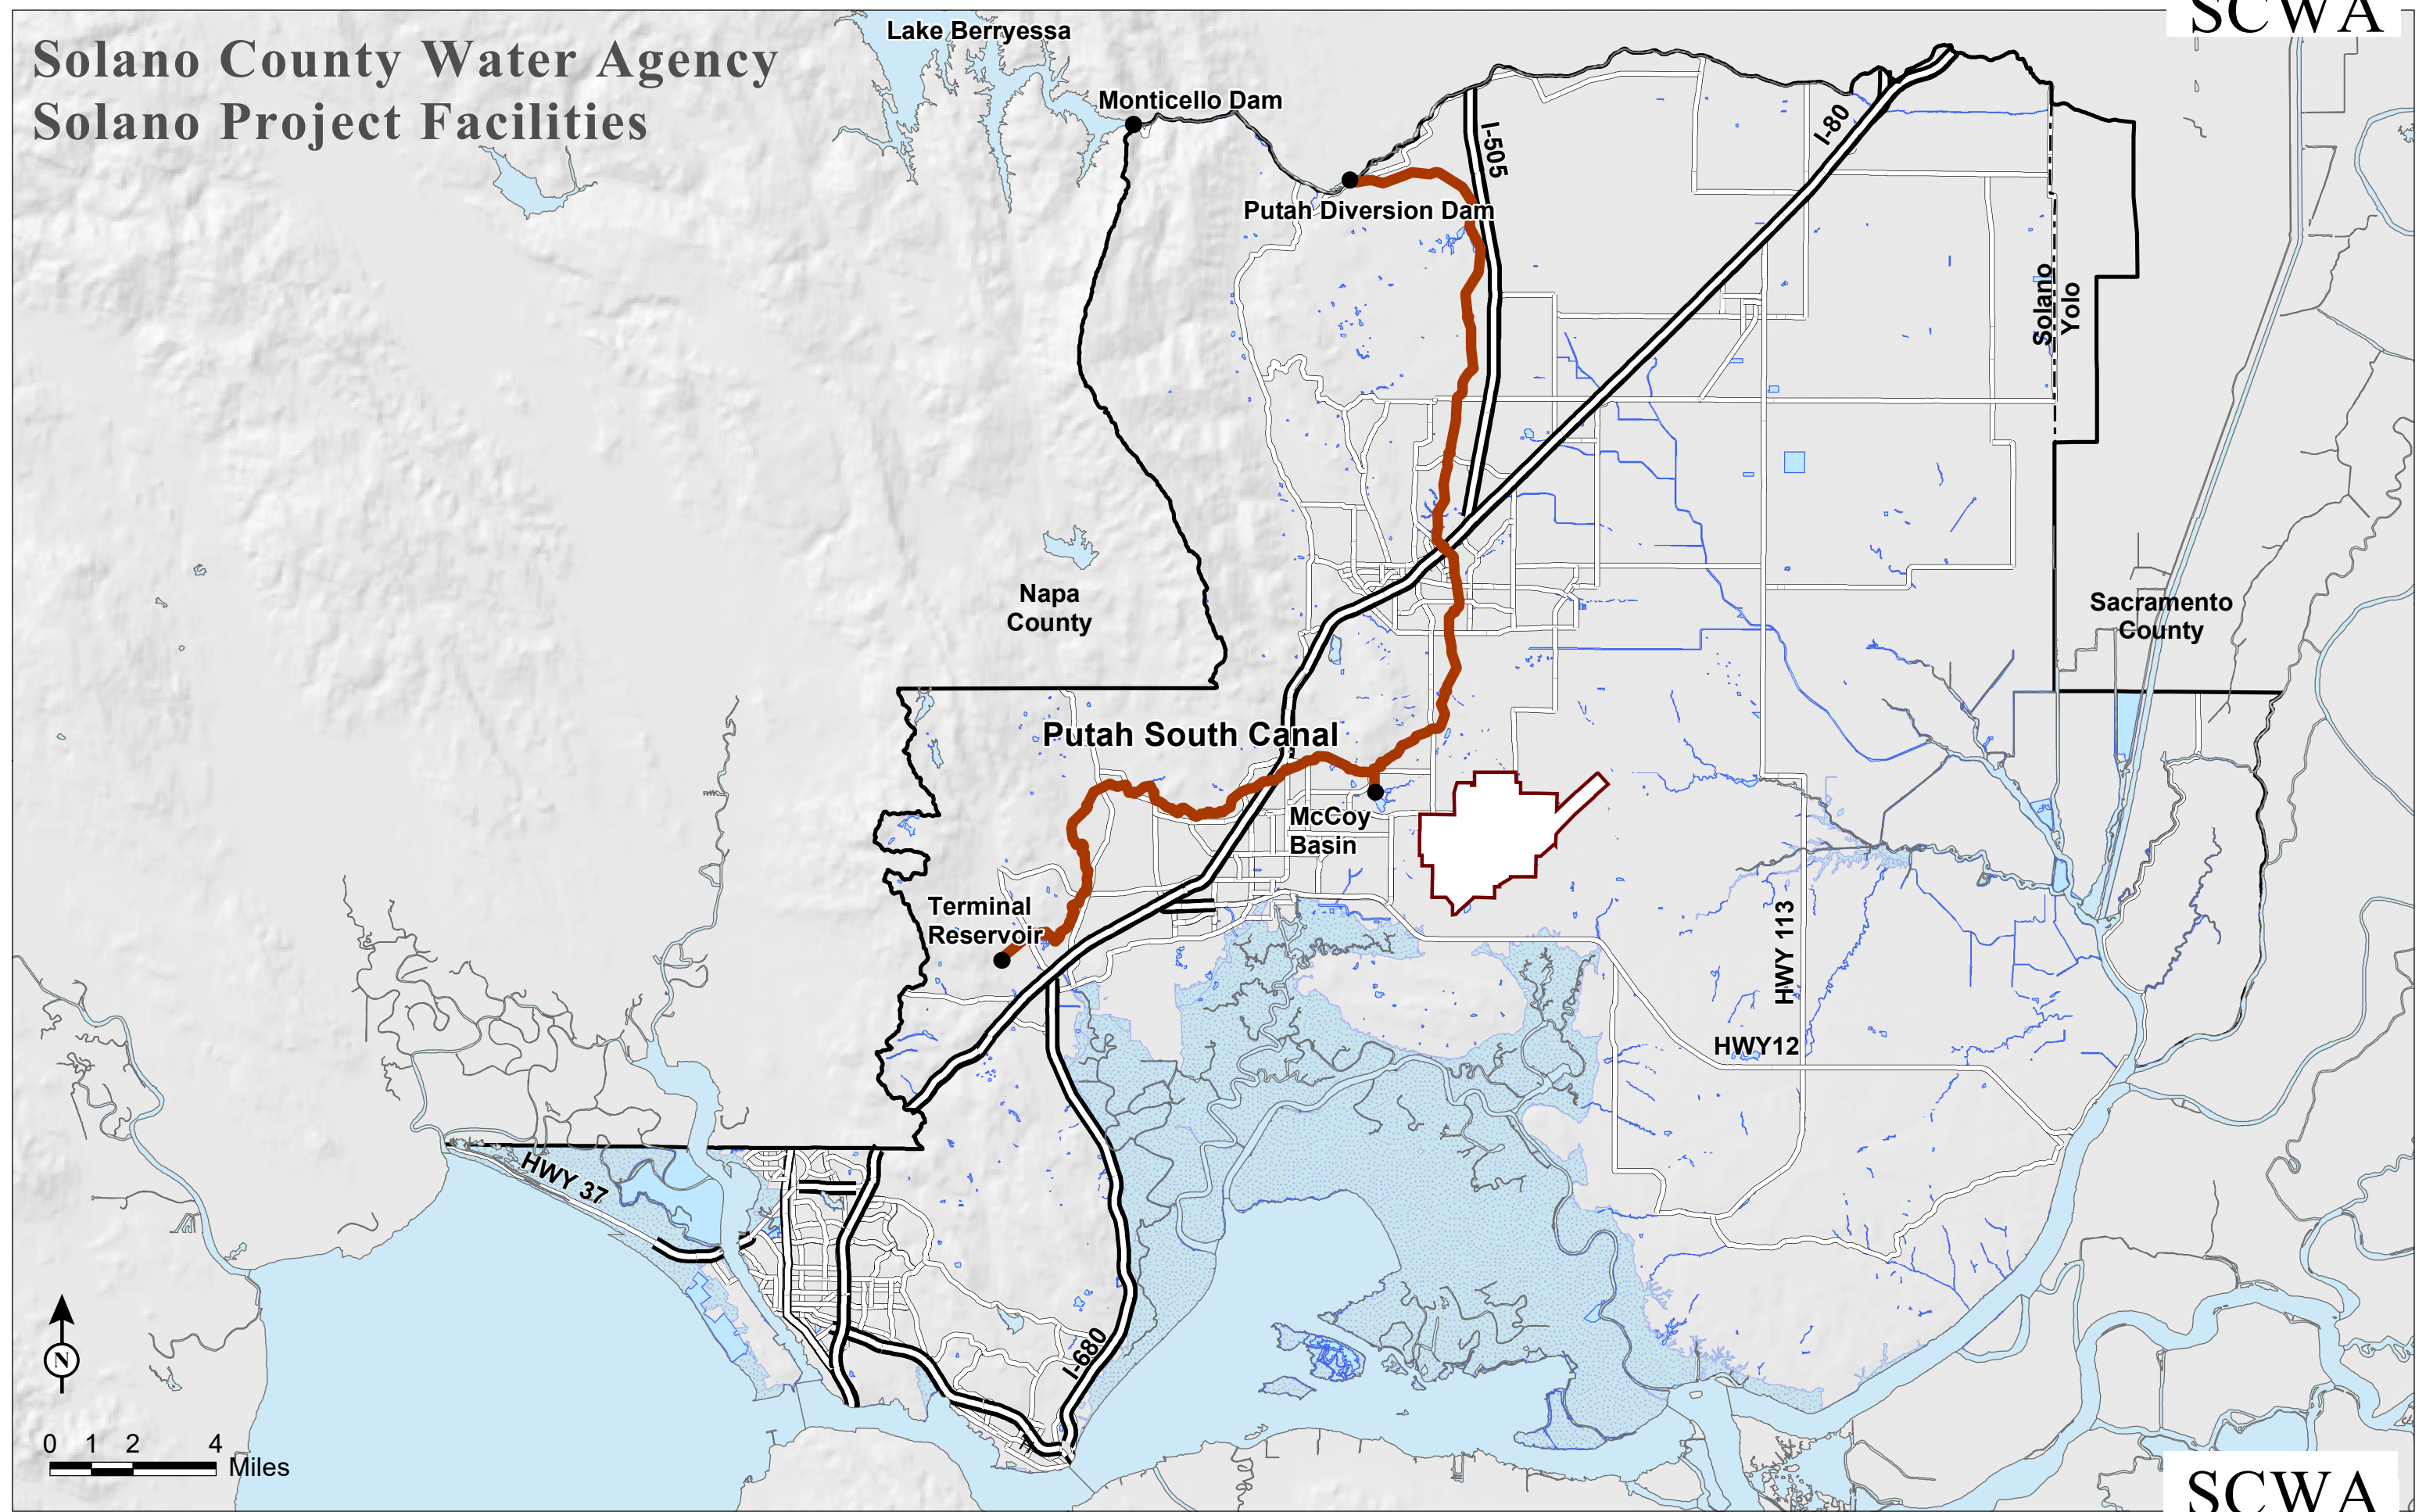 SCWA
Solano County Water Agency
Solano Project Facilities
Lake Berryessa
Monticello Dam
I-505
I-80
Putah Diversion Dam
Solano
Yolo
Napa
County
Sacramento
County
Putah South Canal
McCoy
Basin
Terminal
Reservoir
HWY 113
HWY12
HWY 37
I-680
N
0 1 2 4
Miles
SCWA